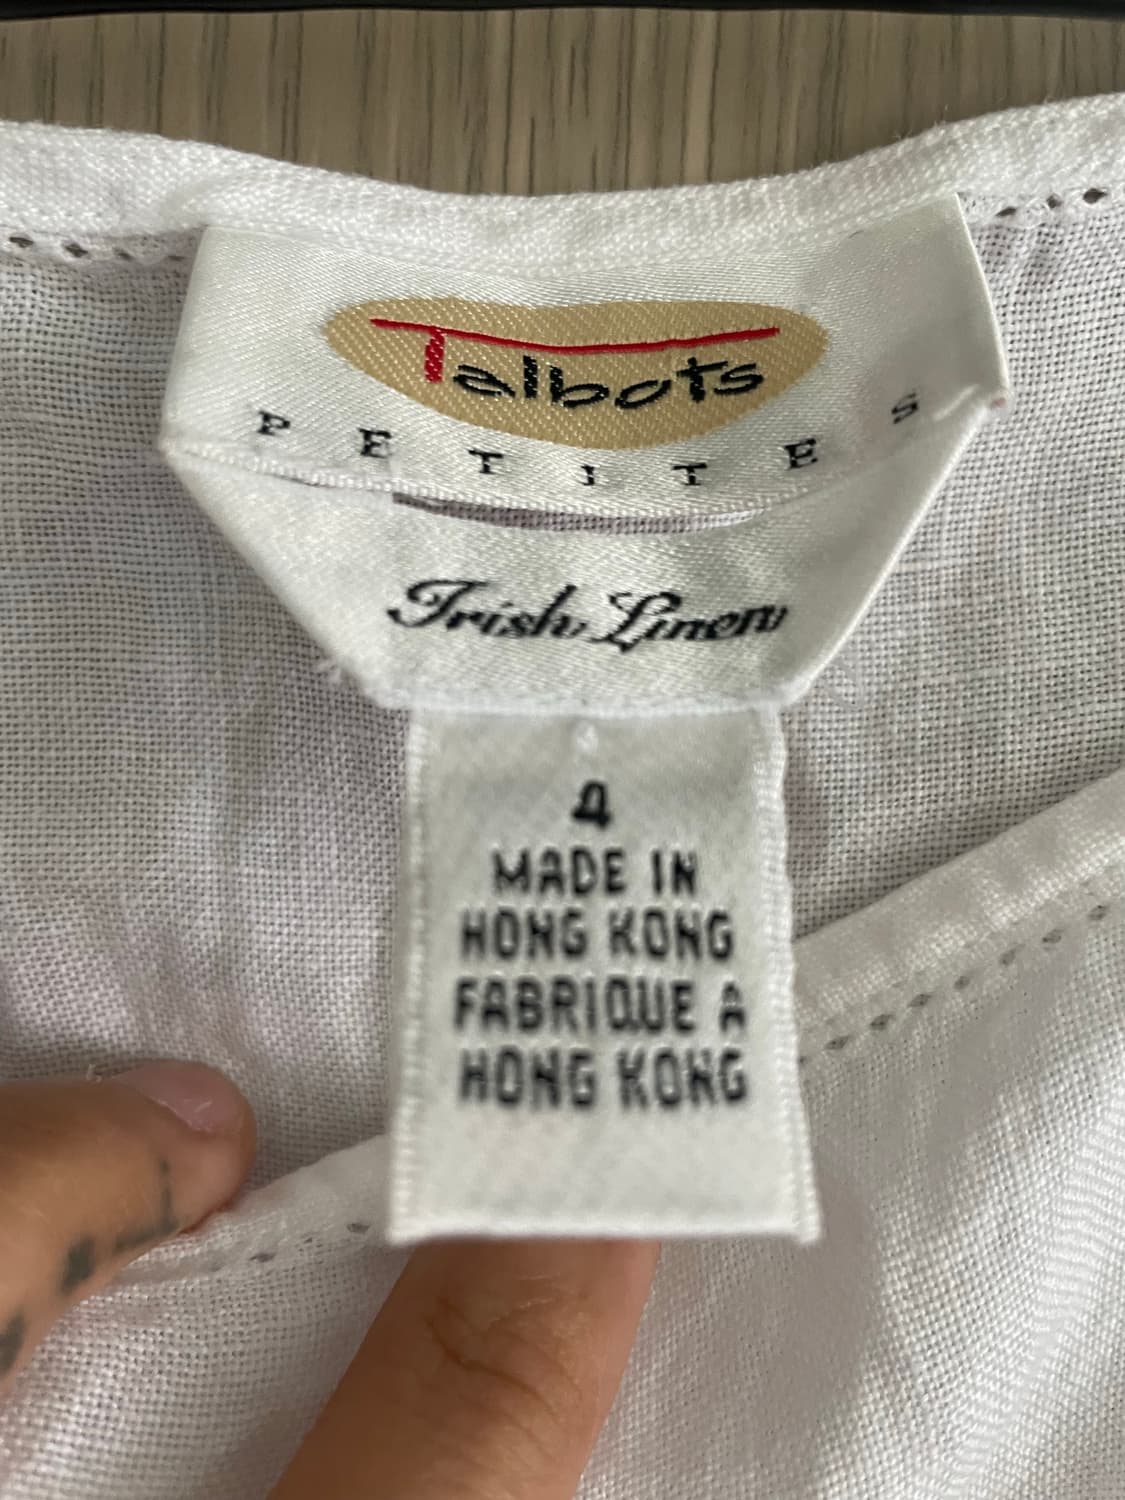 Talbots
PETITES
Irish Linen
4
MADE IN
HONG KONG
FABRIQUE A
HONG KONG